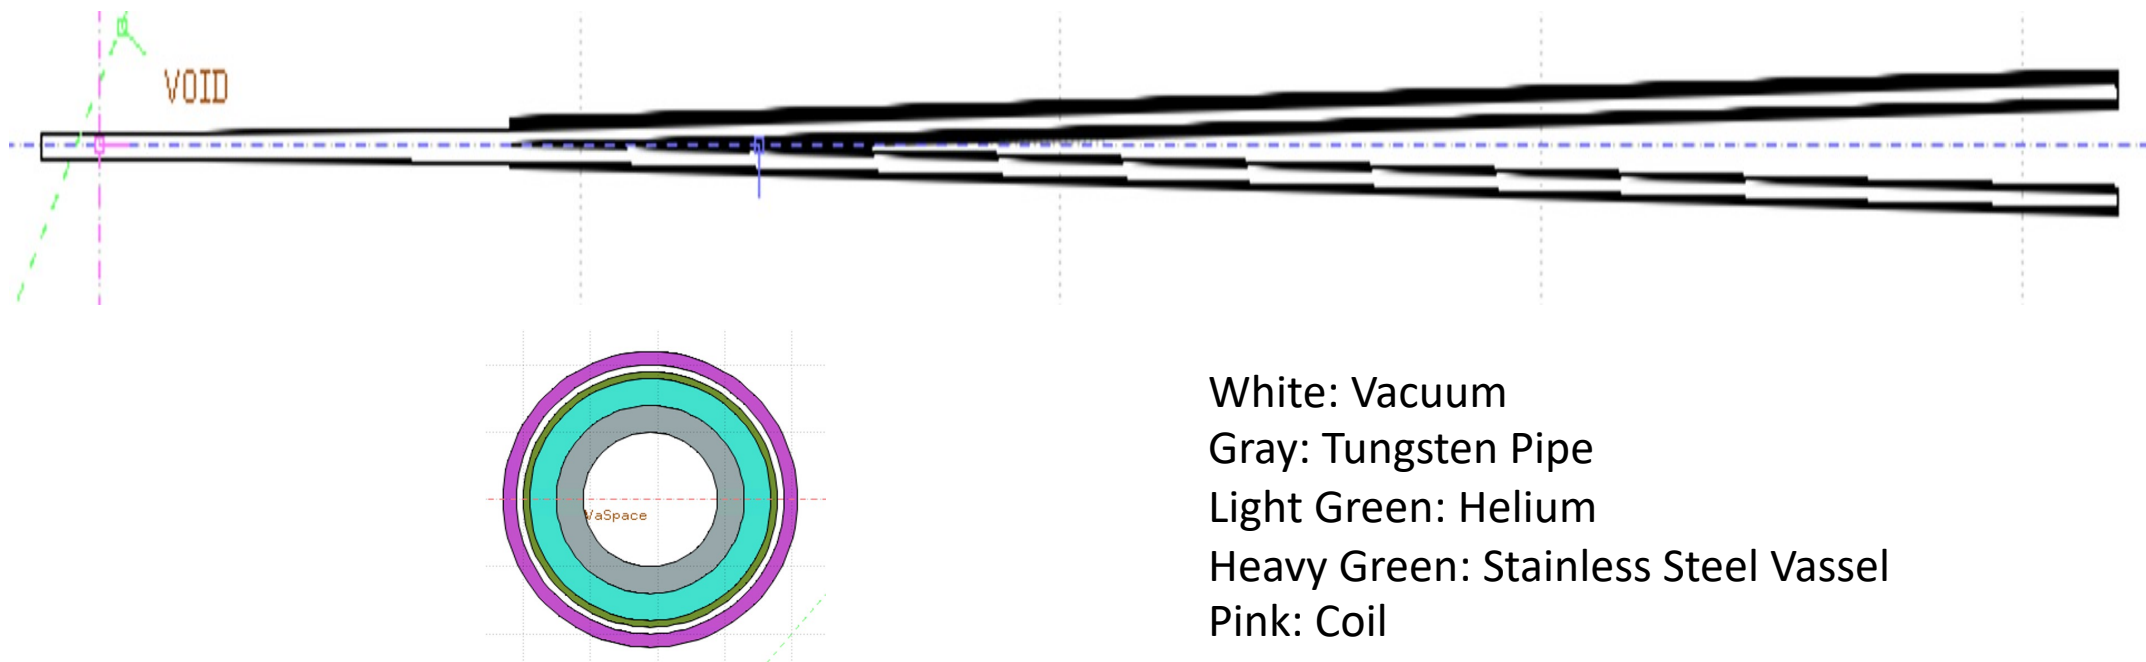 VOID
VaSpace
White: Vacuum
Gray: Tungsten Pipe
Light Green: Helium
Heavy Green: Stainless Steel Vassel
Pink: Coil